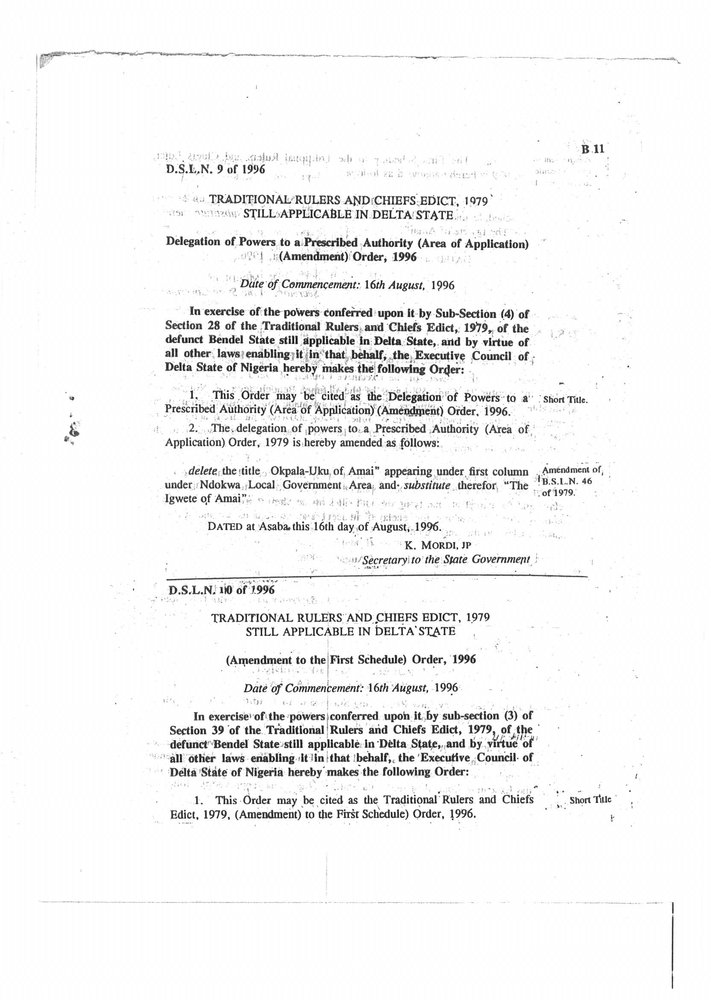 B 11
D.S.L.N. 9 of 1996
TRADITIONAL RULERS AND CHIEFS EDICT, 1979
STILL APPLICABLE IN DELTA STATE
Delegation of Powers to a Prescribed Authority (Area of Application)
(Amendment) Order, 1996
Date of Commencement: 16th August, 1996
In exercise of the powers conferred upon it by Sub-Section (4) of
Section 28 of the Traditional Rulers and Chiefs Edict, 1979, of the
defunct Bendel State still applicable in Delta State, and by virtue of
all other laws enabling it in that behalf, the Executive Council of
Delta State of Nigeria hereby makes the following Order:
1. This Order may be cited as the Delegation of Powers to a
Prescribed Authority (Area of Application) (Amendment) Order, 1996.
Short Title.
2. The delegation of powers to a Prescribed Authority (Area of
Application) Order, 1979 is hereby amended as follows:
delete the title Okpala-Uku of Amai" appearing under first column
under Ndokwa Local Government Area and substitute therefor "The
Igwete of Amai"
Amendment of
B.S.L.N. 46
of 1979.
DATED at Asaba this 16th day of August, 1996.
K. MORDI, JP
Secretary to the State Government
D.S.L.N. 10 of 1996
TRADITIONAL RULERS AND CHIEFS EDICT, 1979
STILL APPLICABLE IN DELTA STATE
(Amendment to the First Schedule) Order, 1996
Date of Commencement: 16th August, 1996
In exercise of the powers conferred upon it by sub-section (3) of
Section 39 of the Traditional Rulers and Chiefs Edict, 1979, of the
defunct Bendel State still applicable in Delta State, and by virtue of
all other laws enabling it in that behalf, the Executive Council of
Delta State of Nigeria hereby makes the following Order:
1. This Order may be cited as the Traditional Rulers and Chiefs
Edict, 1979, (Amendment) to the First Schedule) Order, 1996.
Short Title